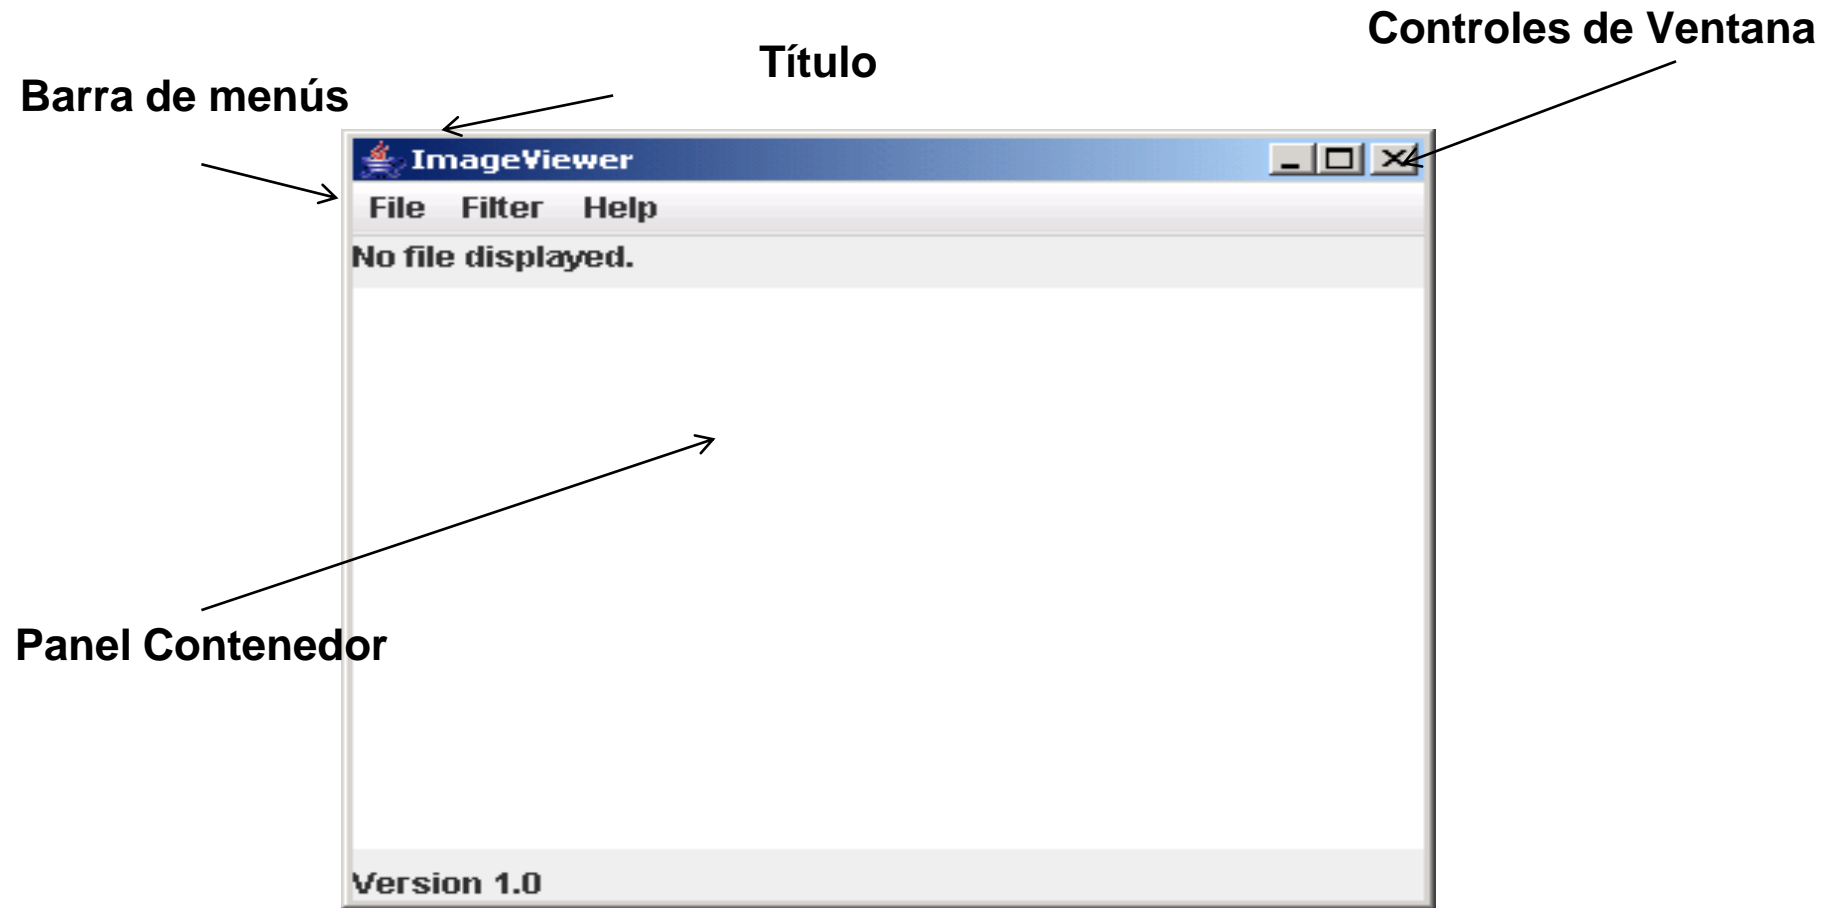 Controles de Ventana
Título
Barra de menús
ImageViewer
File Filter Help
No file displayed.
Panel Contenedor
Version 1.0